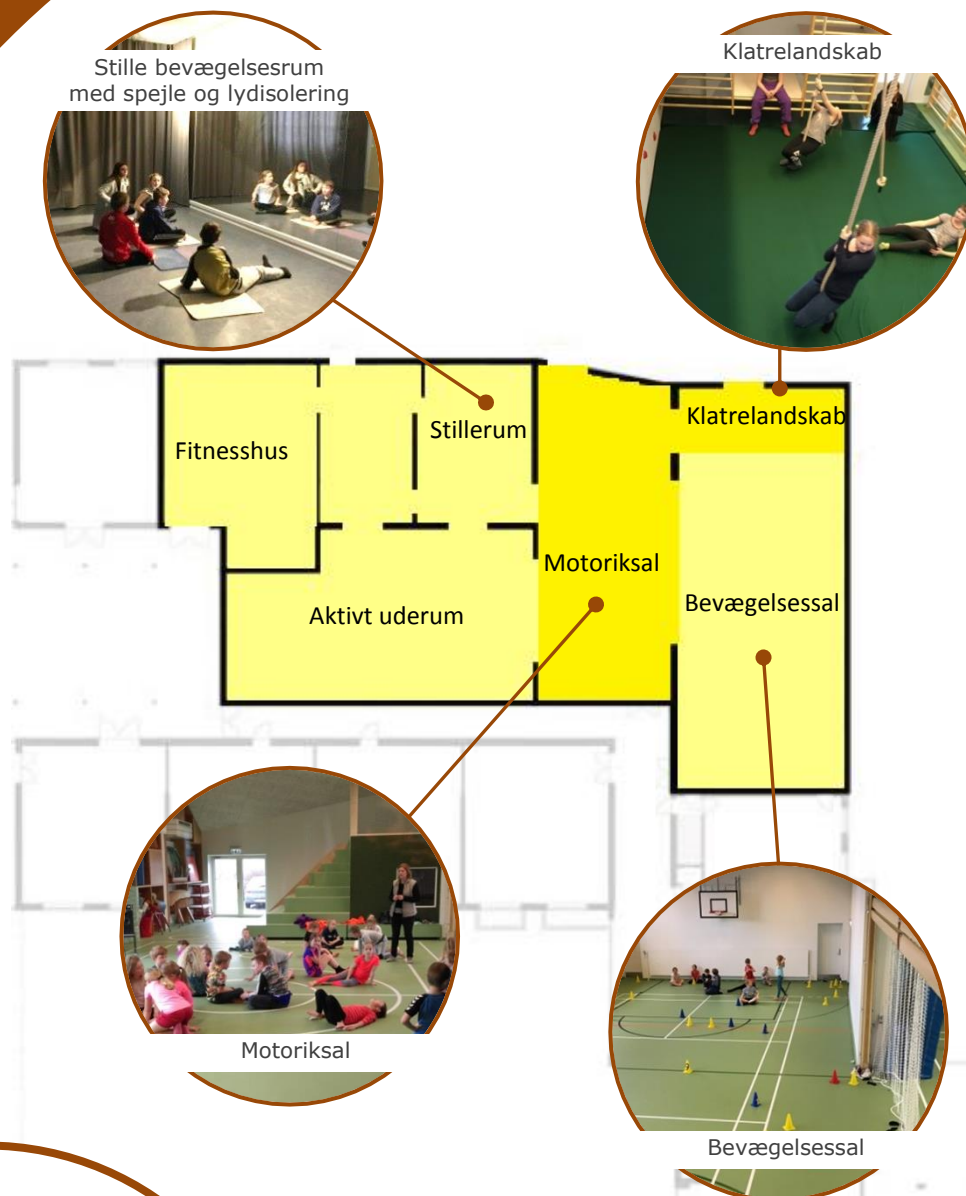 Stille bevægelsesrum
med spejle og lydisolering
Klatrelandskab
Klatrelandskab
Stillerum
Fitnesshus
Motoriksal
Bevægelsessal
Aktivt uderum
Motoriksal
Bevægelsessal